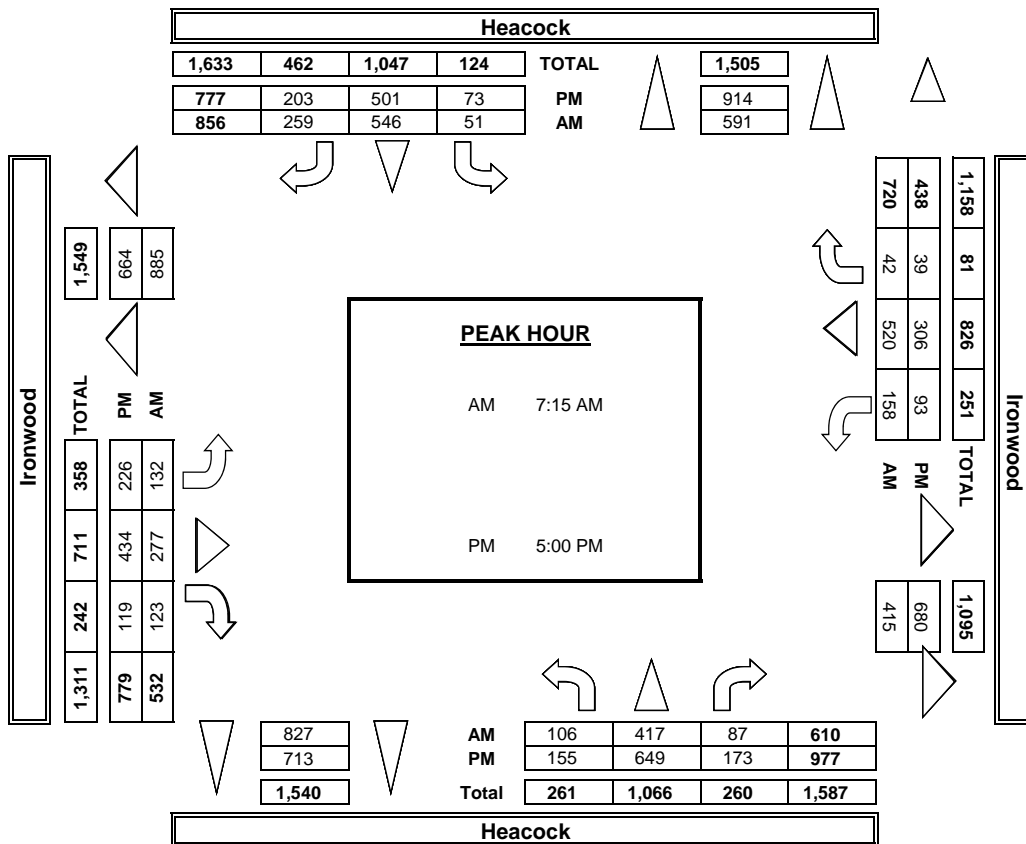 Heacock
1,633 462 1,047 124 TOTAL 1,505
777 203 501 73 PM 914
856 259 546 51 AM 591
Ironwood
1,549
664
885
TOTAL
PM
AM
358 711 242 1,311
226 434 119 779
132 277 123 532
PEAK HOUR
AM 7:15 AM
PM 5:00 PM
1,158 81 826 251 TOTAL
438 39 306 93 PM
720 42 520 158 AM
1,095
680
415
Ironwood
827 AM 106 417 87 610
713 PM 155 649 173 977
1,540 Total 261 1,066 260 1,587
Heacock